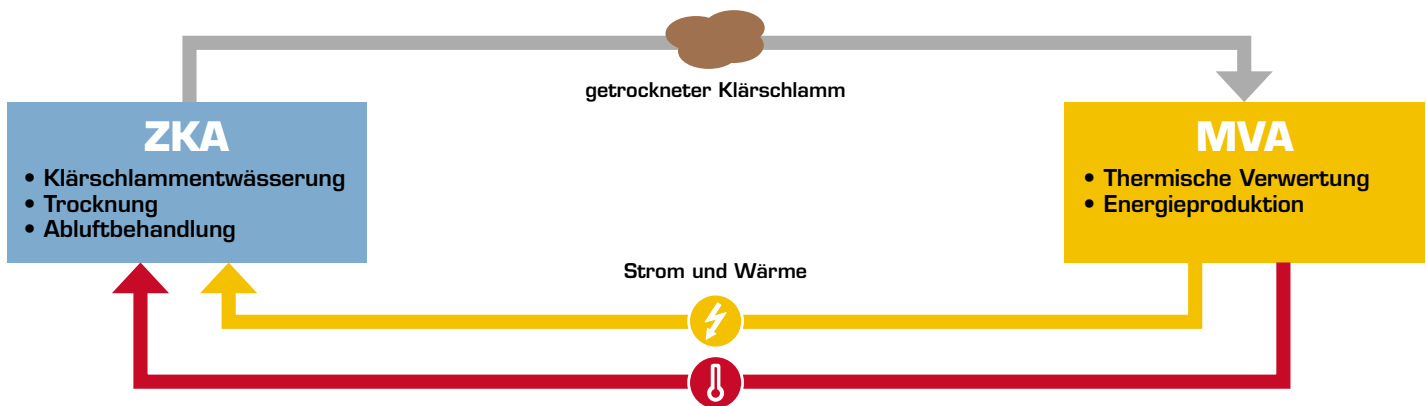 getrockneter Klärschlamm
ZKA
• Klärschlammentwässerung
• Trocknung
• Abluftbehandlung
MVA
• Thermische Verwertung
• Energieproduktion
Strom und Wärme